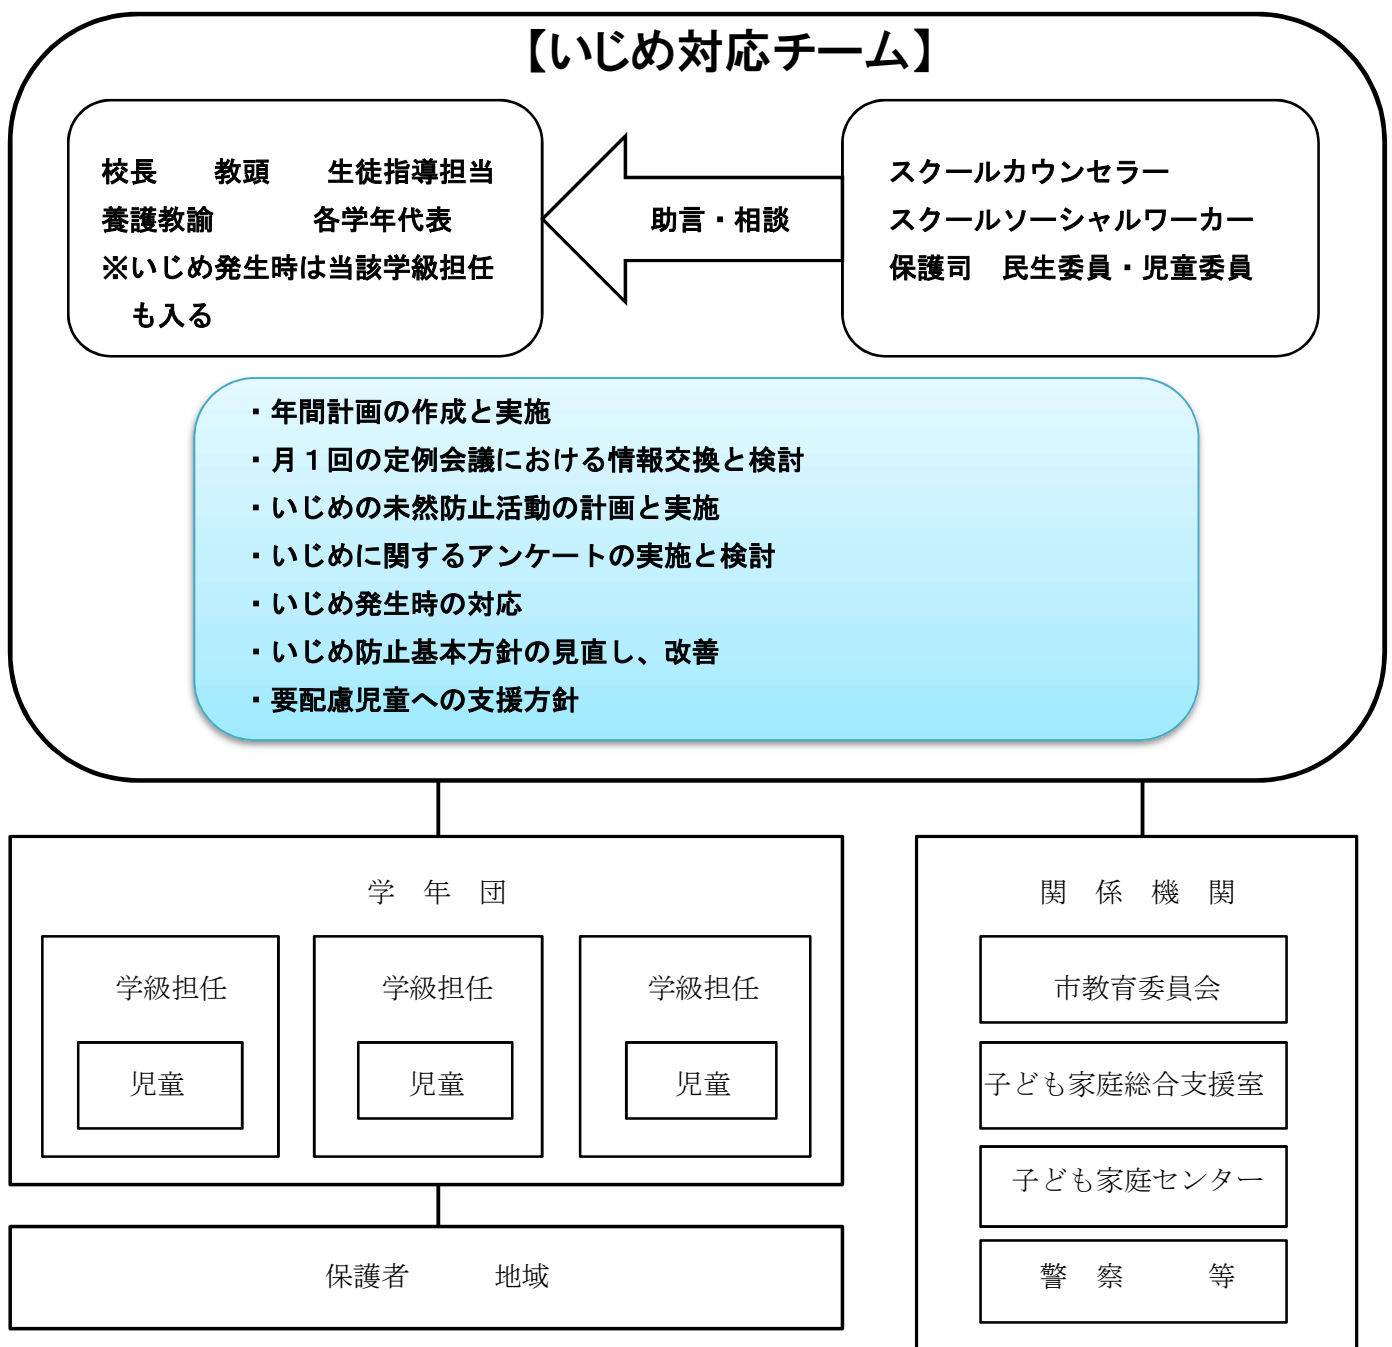 【いじめ対応チーム】
校長　　教頭　　生徒指導担当
養護教諭　　　　各学年代表
※いじめ発生時は当該学級担任
も入る
助言・相談
スクールカウンセラー
スクールソーシャルワーカー
保護司　民生委員・児童委員
・年間計画の作成と実施
・月１回の定例会議における情報交換と検討
・いじめの未然防止活動の計画と実施
・いじめに関するアンケートの実施と検討
・いじめ発生時の対応
・いじめ防止基本方針の見直し、改善
・要配慮児童への支援方針
学　年　団
学級担任
児童
学級担任
児童
学級担任
児童
保護者　　　地域
関　係　機　関
市教育委員会
子ども家庭総合支援室
子ども家庭センター
警　察　　　等